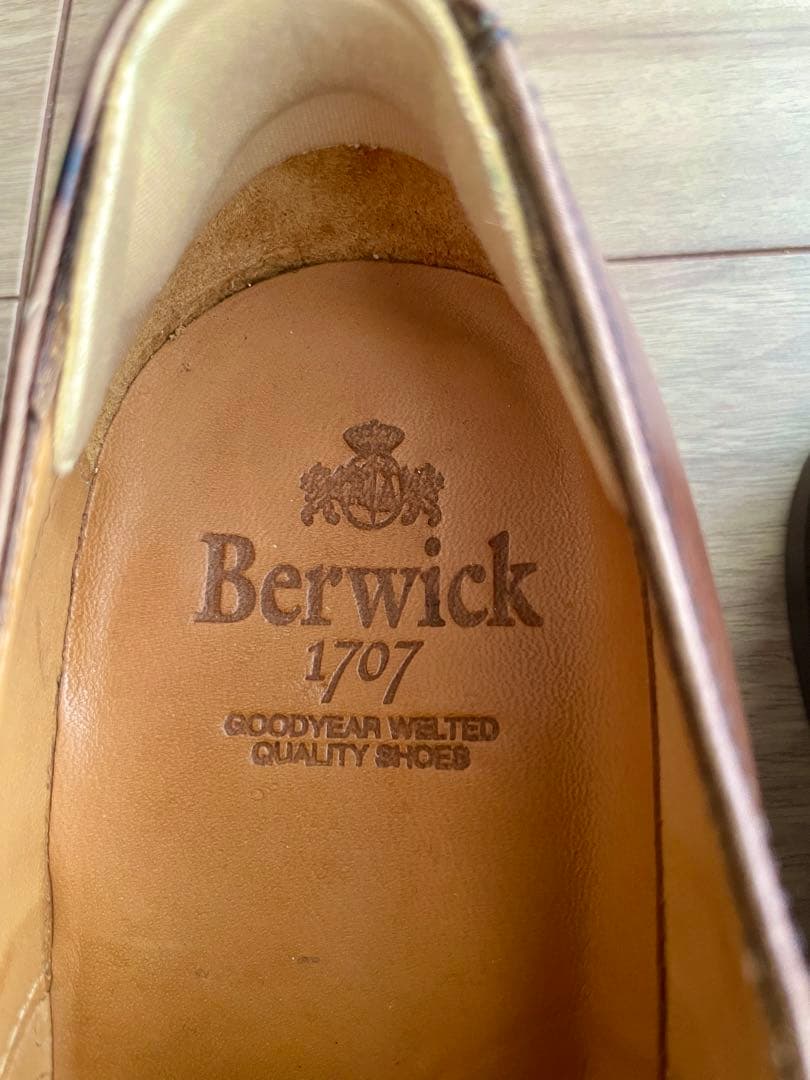 Berwick
1707
GOODYEAR WELTED
QUALITY SHOES